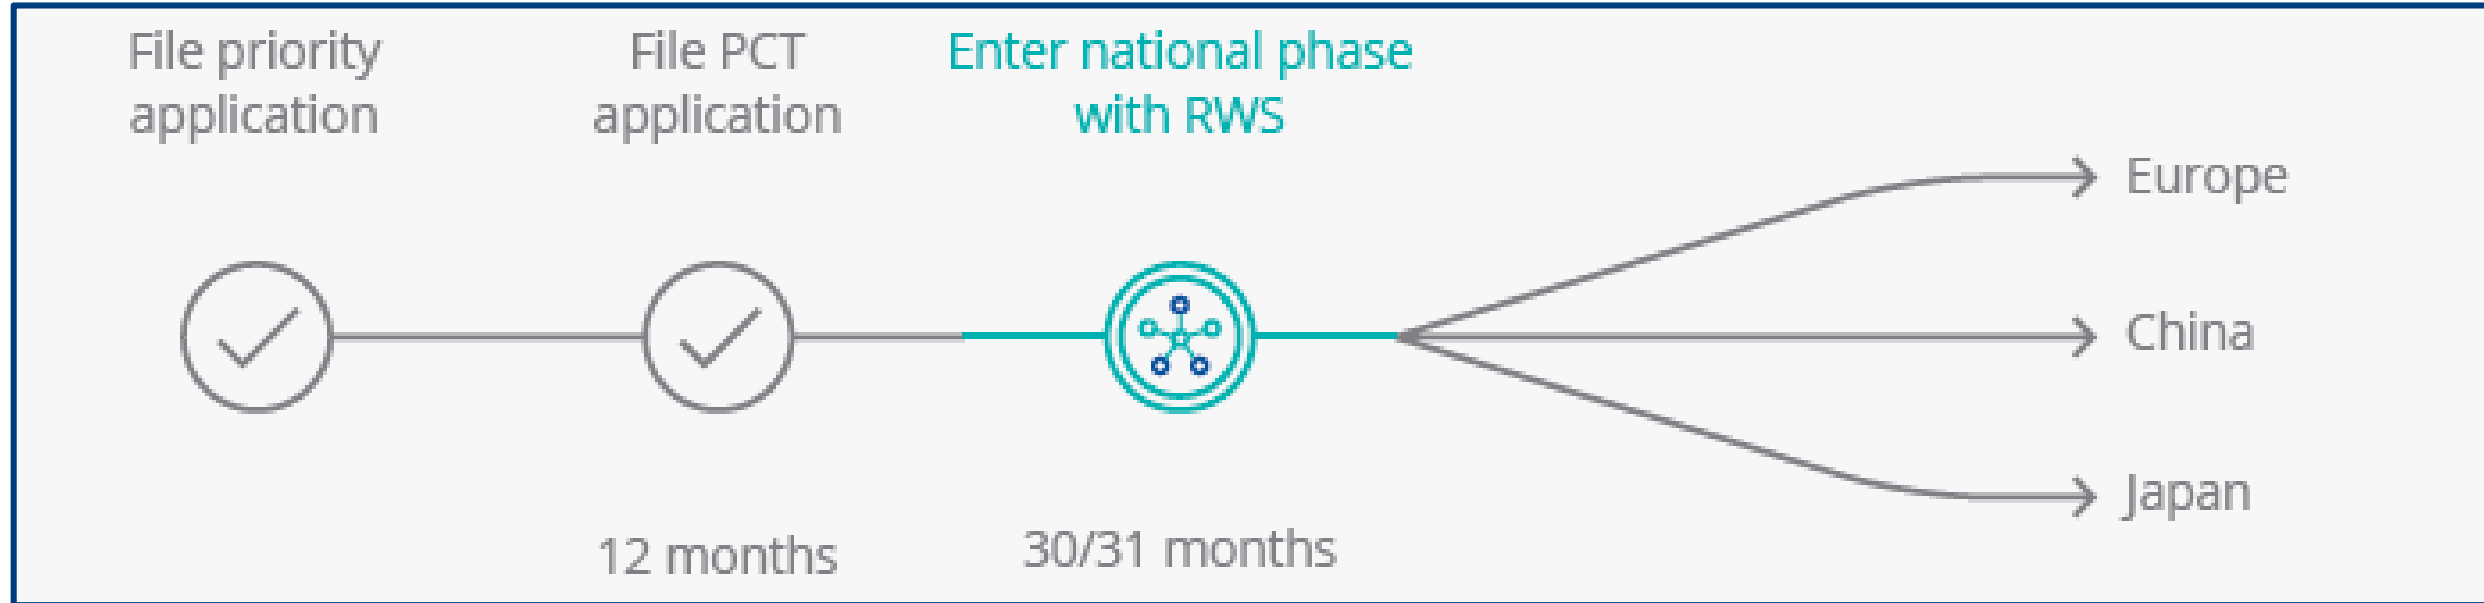 File priority
application
File PCT
application
Enter national phase
with RWS
Europe
China
Japan
12 months
30/31 months